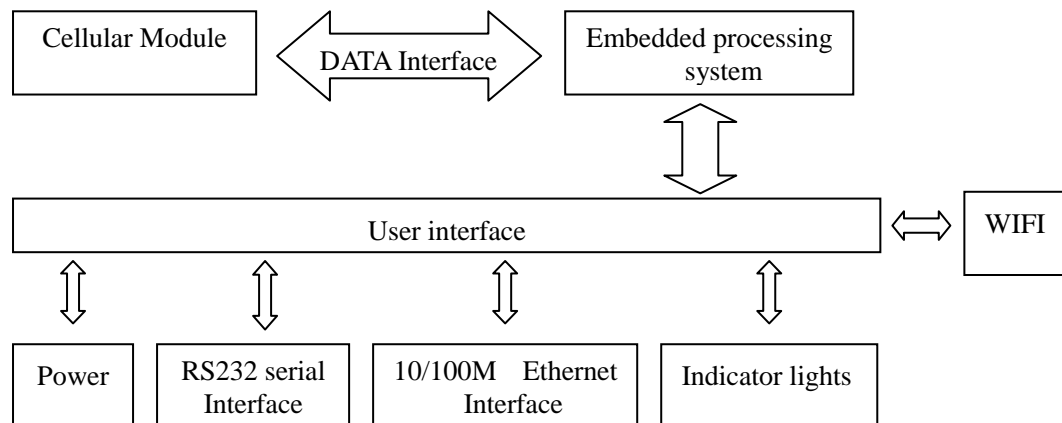 Cellular Module
DATA Interface
Embedded processing
system
User interface
WIFI
Power
RS232 serial
Interface
10/100M Ethernet
Interface
Indicator lights